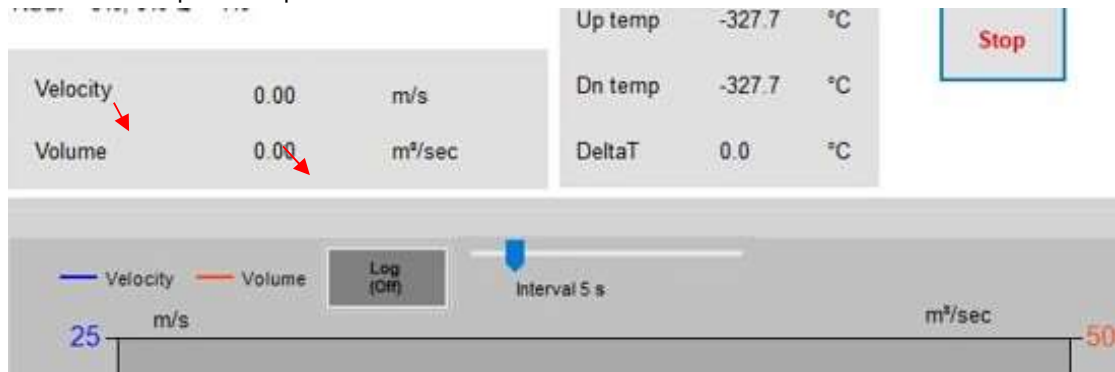 Up temp -327.7 °C
Stop
Velocity 0.00 m/s
Dn temp -327.7 °C
Volume 0.00 m³/sec
DeltaT 0.0 °C
Velocity Volume Log (Off)
Interval 5 s
m/s m³/sec
25 50